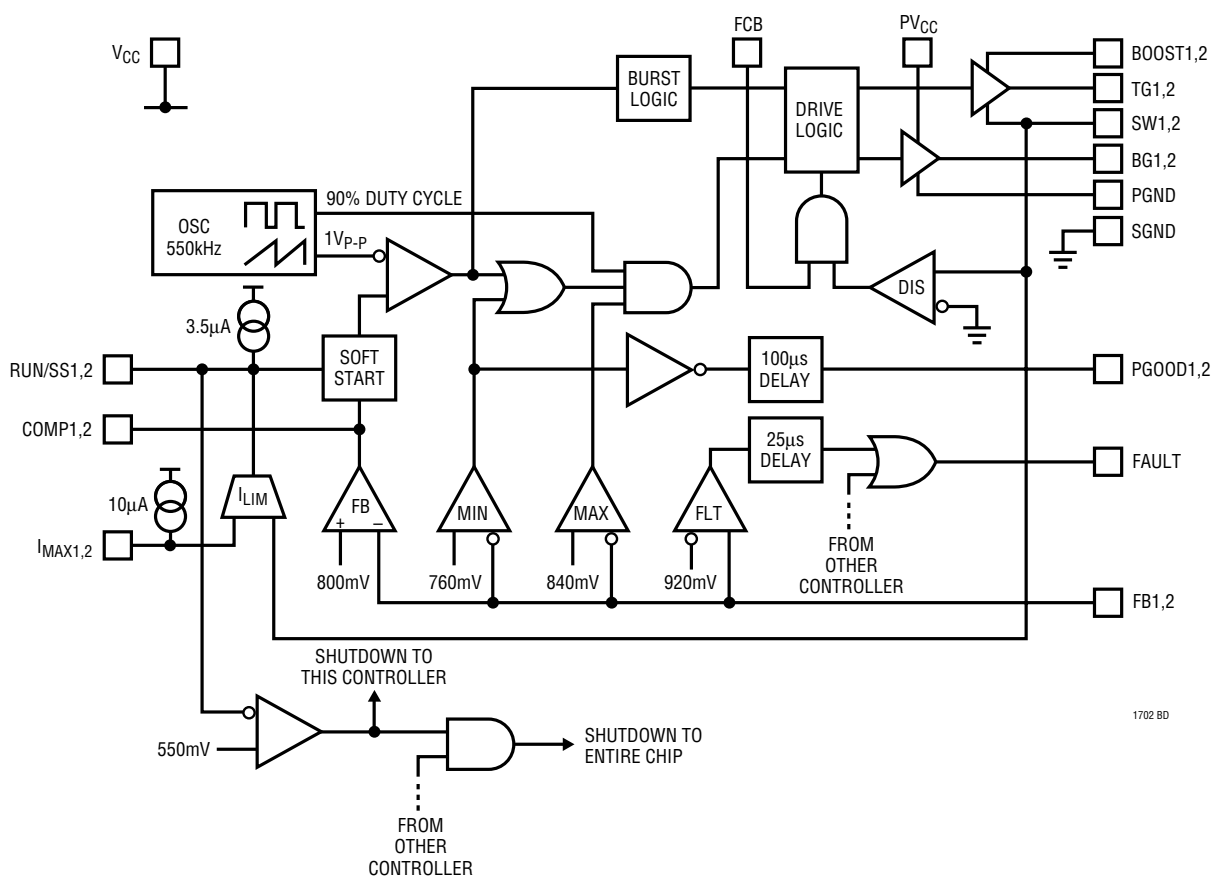 VCC
FCB
PVCC
BURST
LOGIC
DRIVE
LOGIC
BOOST1,2
TG1,2
SW1,2
BG1,2
PGND
SGND
OSC
550kHz
90% DUTY CYCLE
1VP-P
DIS
3.5µA
RUN/SS1,2
SOFT
START
100µs
DELAY
PGOOD1,2
COMP1,2
25µs
DELAY
FAULT
10µA
ILIM
FB
+ –
MIN
MAX
FLT
IMAX1,2
FROM
OTHER
CONTROLLER
800mV
760mV
840mV
920mV
FB1,2
SHUTDOWN TO
THIS CONTROLLER
550mV
SHUTDOWN TO
ENTIRE CHIP
FROM
OTHER
CONTROLLER
1702 BD